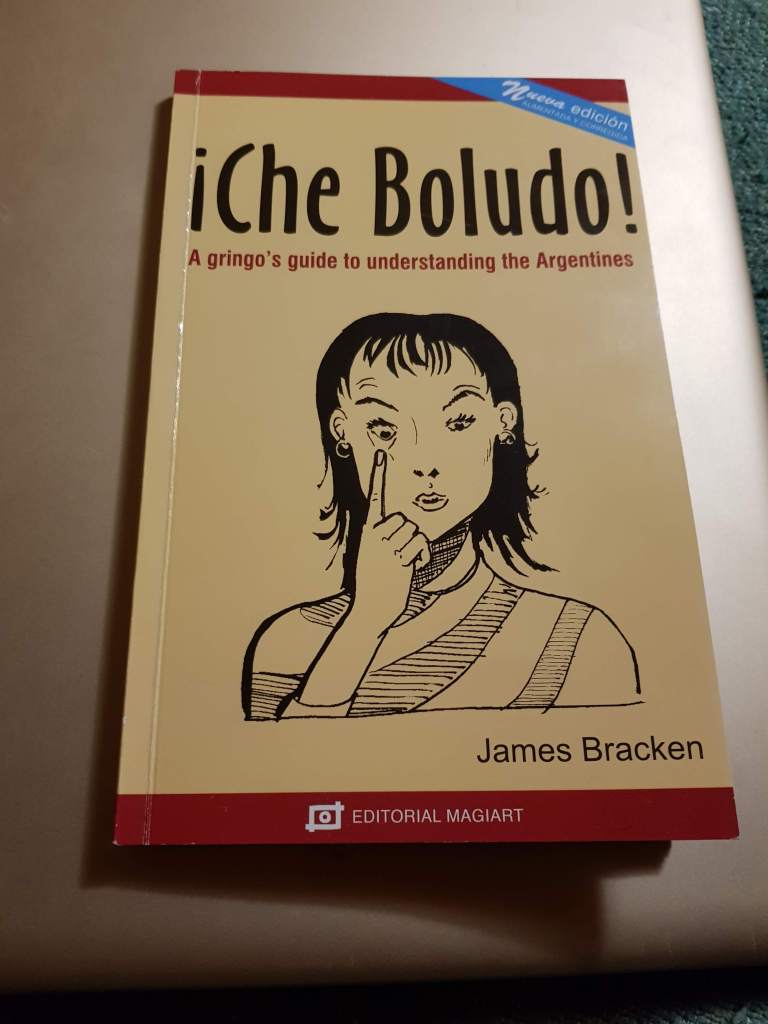 Nueva edición
AUMENTADA Y CORREGIDA
¡Che Boludo!
A gringo's guide to understanding the Argentines
James Bracken
EDITORIAL MAGIART